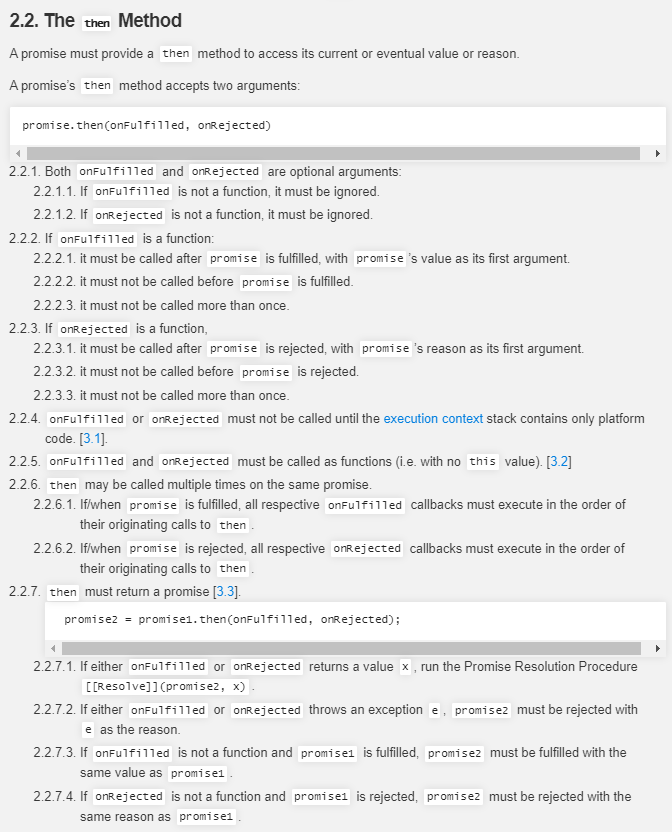 2.2. The then Method
A promise must provide a then method to access its current or eventual value or reason.
A promise’s then method accepts two arguments:
promise.then(onFulfilled, onRejected)
2.2.1. Both onFulfilled and onRejected are optional arguments:
2.2.1.1. If onFulfilled is not a function, it must be ignored.
2.2.1.2. If onRejected is not a function, it must be ignored.
2.2.2. If onFulfilled is a function:
2.2.2.1. it must be called after promise is fulfilled, with promise ’s value as its first argument.
2.2.2.2. it must not be called before promise is fulfilled.
2.2.2.3. it must not be called more than once.
2.2.3. If onRejected is a function,
2.2.3.1. it must be called after promise is rejected, with promise ’s reason as its first argument.
2.2.3.2. it must not be called before promise is rejected.
2.2.3.3. it must not be called more than once.
2.2.4. onFulfilled or onRejected must not be called until the execution context stack contains only platform
code. [3.1].
2.2.5. onFulfilled and onRejected must be called as functions (i.e. with no this value). [3.2]
2.2.6. then may be called multiple times on the same promise.
2.2.6.1. If/when promise is fulfilled, all respective onFulfilled callbacks must execute in the order of
their originating calls to then .
2.2.6.2. If/when promise is rejected, all respective onRejected callbacks must execute in the order of
their originating calls to then .
2.2.7. then must return a promise [3.3].
promise2 = promise1.then(onFulfilled, onRejected);
2.2.7.1. If either onFulfilled or onRejected returns a value x , run the Promise Resolution Procedure
[[Resolve]](promise2, x) .
2.2.7.2. If either onFulfilled or onRejected throws an exception e , promise2 must be rejected with
e as the reason.
2.2.7.3. If onFulfilled is not a function and promise1 is fulfilled, promise2 must be fulfilled with the
same value as promise1 .
2.2.7.4. If onRejected is not a function and promise1 is rejected, promise2 must be rejected with the
same reason as promise1 .